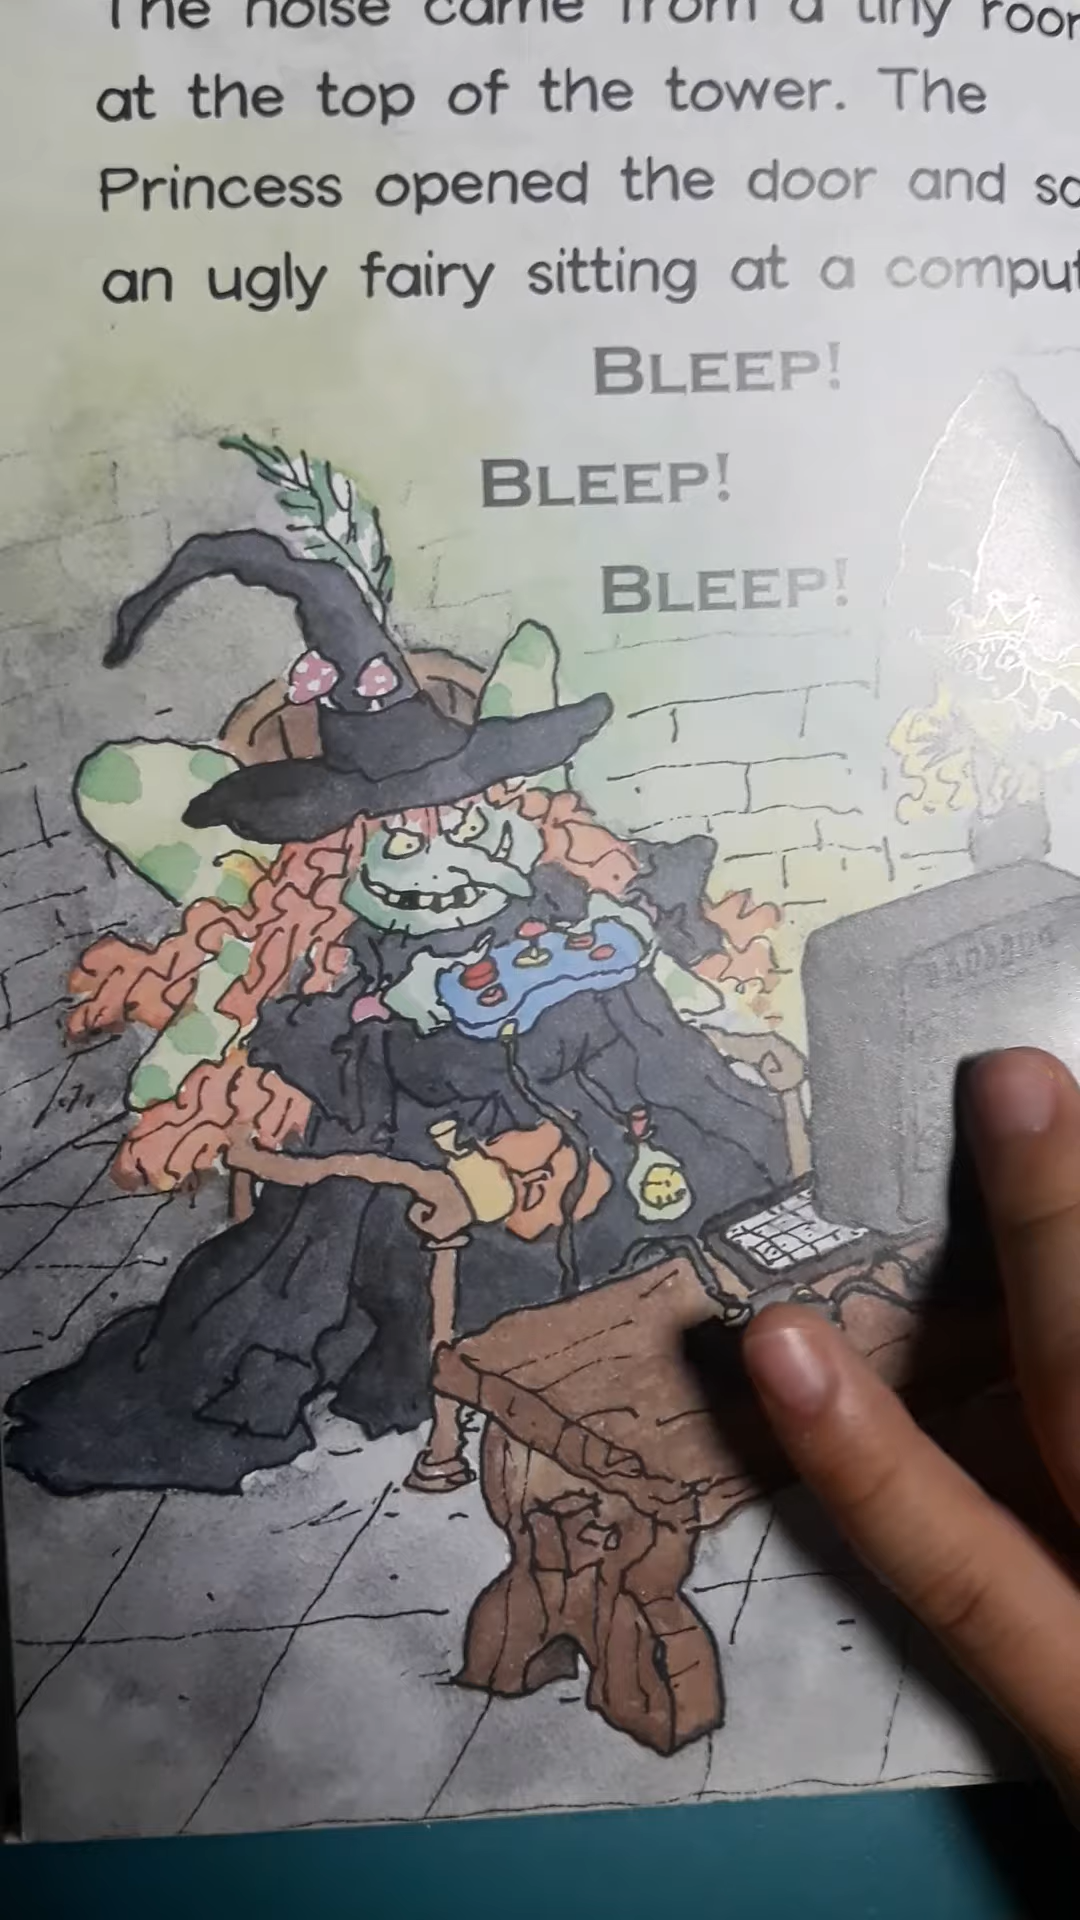 The noise came from a tiny
at the top of the tower. The
Princess opened the door and
an ugly fairy sitting at a
BLEEP!
BLEEP!
BLEEP!